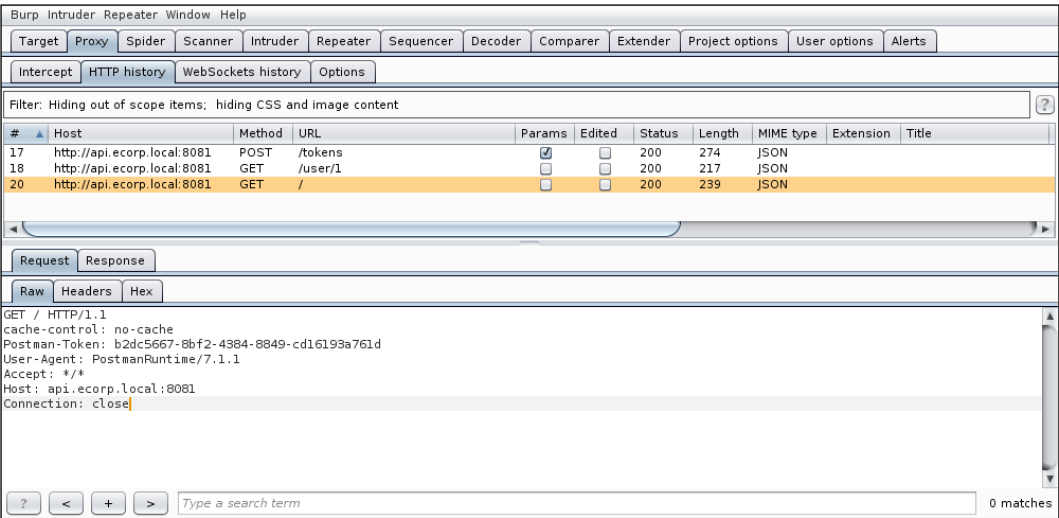 Burp Intruder Repeater Window Help
Target Proxy Spider Scanner Intruder Repeater Sequencer Decoder Comparer Extender Project options User options Alerts
Intercept HTTP history WebSockets history Options
Filter: Hiding out of scope items; hiding CSS and image content ?
# Host Method URL Params Edited Status Length MIME type Extension Title
17 http://api.ecorp.local:8081 POST /tokens 200 274 JSON
18 http://api.ecorp.local:8081 GET /user/1 200 217 JSON
20 http://api.ecorp.local:8081 GET / 200 239 JSON
Request Response
Raw Headers Hex
GET / HTTP/1.1
cache-control: no-cache
Postman-Token: b2dc5667-8bf2-4384-8849-cd16193a761d
User-Agent: PostmanRuntime/7.1.1
Accept: */*
Host: api.ecorp.local:8081
Connection: close
? < + > Type a search term 0 matches